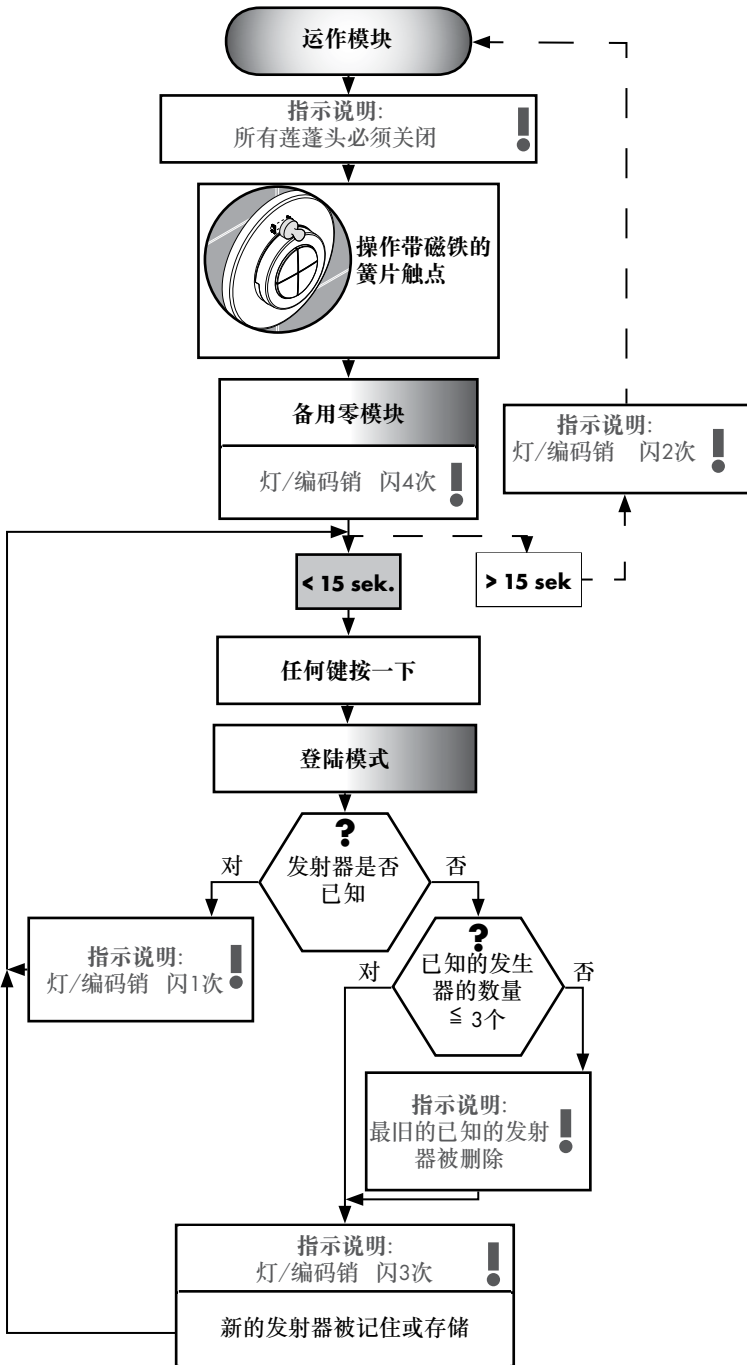 运作模块
指示说明:
所有莲蓬头必须关闭
操作带磁铁的
簧片触点
备用零模块
灯/编码销 闪4次
指示说明:
灯/编码销 闪2次
< 15 sek.
> 15 sek
任何键按一下
登陆模式
?
发射器是否
已知
对
否
指示说明:
灯/编码销 闪1次
?
已知的发生
器的数量
≦ 3个
对
否
指示说明:
最旧的已知的发射
器被删除
指示说明:
灯/编码销 闪3次
新的发射器被记住或存储